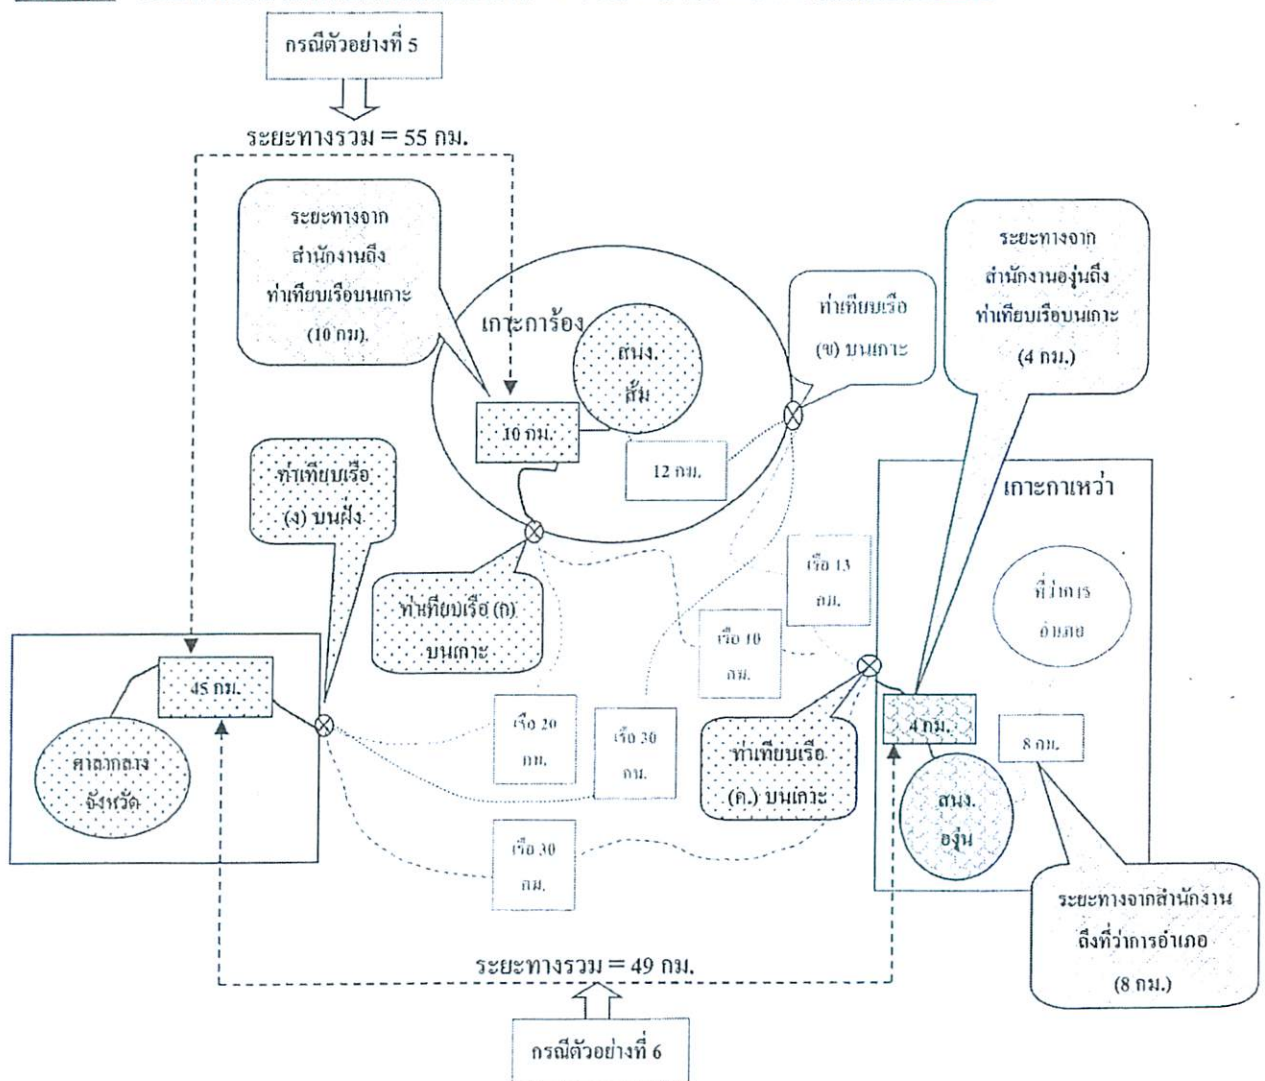 กรณีตัวอย่างที่ 5
ระยะทางรวม = 55 กม.
ระยะทางจาก
สำนักงานถึง
ท่าเทียบเรือบนเกาะ
(10 กม).
เกาะการ้อง
สนง.
ส้ม
10 กม.
12 กม.
ท่าเทียบเรือ
(ข) บนเกาะ
ระยะทางจาก
สำนักงานองุ่นถึง
ท่าเทียบเรือบนเกาะ
(4 กม.)
ท่าเทียบเรือ
(ง) บนฝั่ง
ท่าเทียบเรือ (ก)
บนเกาะ
เกาะกาเหว่า
ที่ว่าการ
อำเภอ
เรือ 13
กม.
เรือ 10
กม.
45 กม.
ศาลากลาง
จังหวัด
เรือ 20
กม.
เรือ 30
กม.
เรือ 30
กม.
ท่าเทียบเรือ
(ค.) บนเกาะ
4 กม.
8 กม.
สนง.
องุ่น
ระยะทางจากสำนักงาน
ถึงที่ว่าการอำเภอ
(8 กม.)
ระยะทางรวม = 49 กม.
กรณีตัวอย่างที่ 6